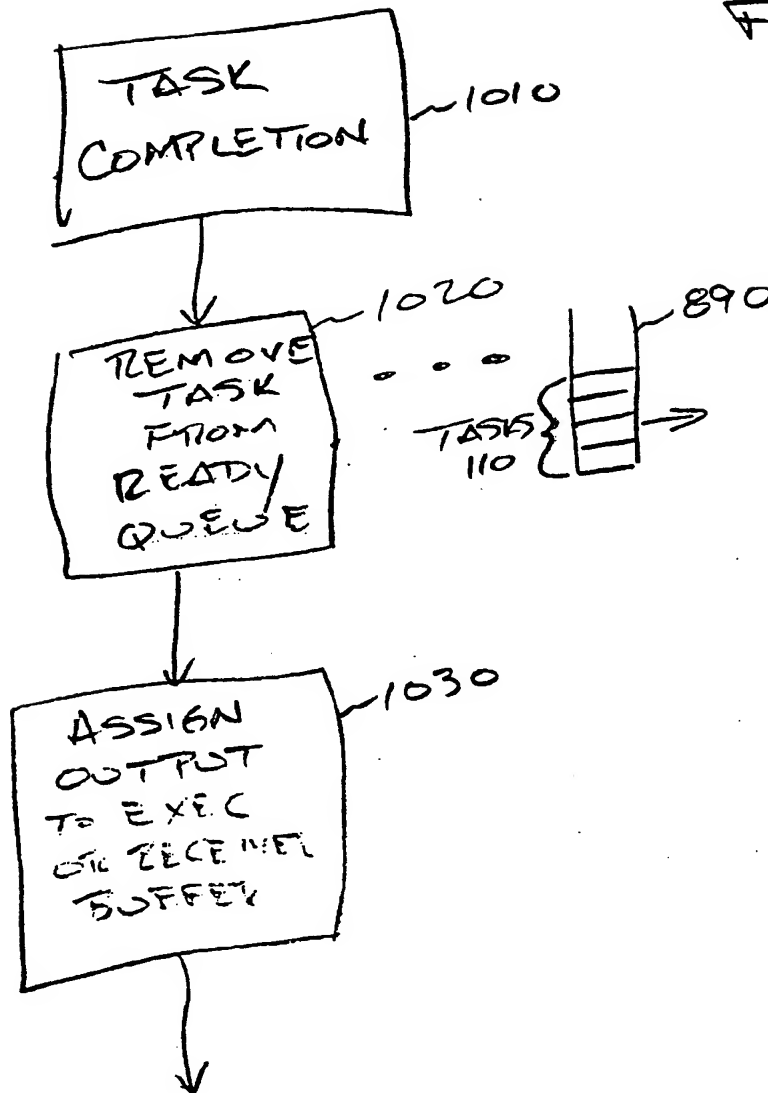 TASK
COMPLETION
1010
1020
REMOVE
TASK
FROM
READY
QUEUE
890
TASKS
110
1030
ASSIGN
OUTPUT
TO EXEC
OR RECEIVER
BUFFER